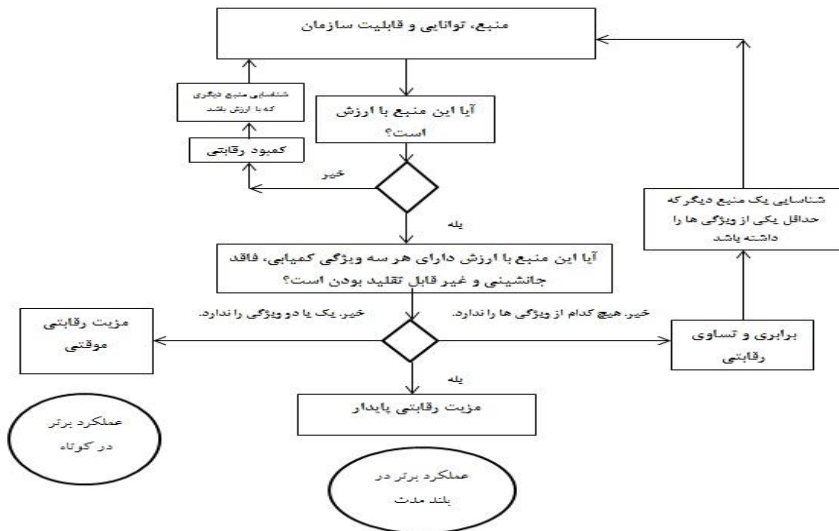 منبع، توانایی و قابلیت سازمان
شناسایی منبع دیگری
که با ارزش باشد
آیا این منبع با ارزش
است؟
کمبود رقابتی
خیر
بله
شناسایی یک منبع دیگر که
حداقل یکی از ویژگی ها را
داشته باشد
آیا این منبع با ارزش دارای هر سه ویژگی کمیابی، فاقد
جانشینی و غیر قابل تقلید بودن است؟
خیر. هیچ کدام از ویژگی ها را ندارد.
خیر. یک یا دو ویژگی را ندارد.
برابری و تساوی
رقابتی
مزیت رقابتی
موقتی
بله
مزیت رقابتی پایدار
عملکرد برتر
در کوتاه
عملکرد برتر در
بلند مدت